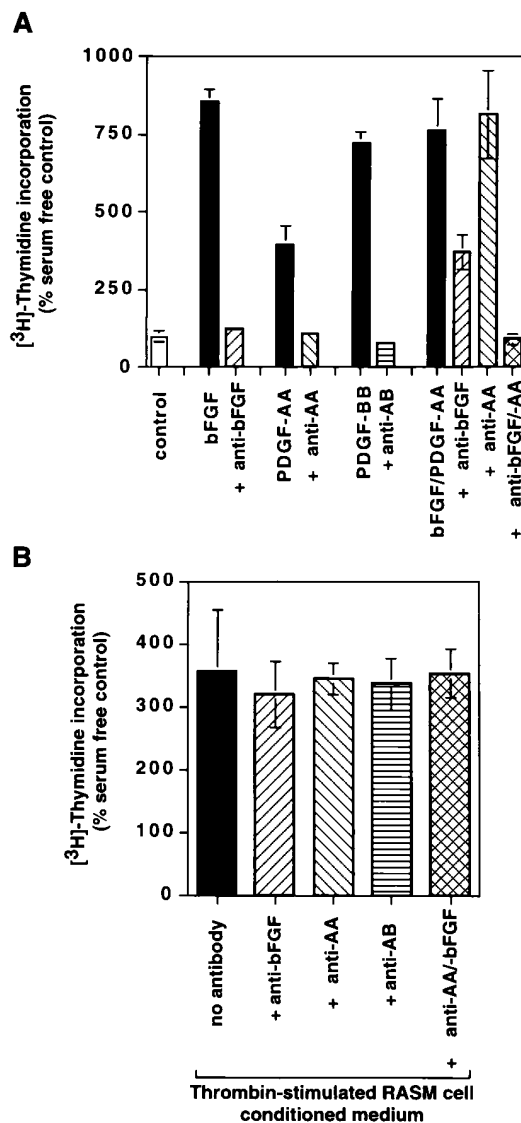 A
[³H]-Thymidine incorporation
(% serum free control)
1000
750
500
250
0
control
bFGF
+ anti-bFGF
PDGF-AA
+ anti-AA
PDGF-BB
+ anti-AB
bFGF/PDGF-AA
+ anti-bFGF
+ anti-AA
+ anti-bFGF/-AA
B
[³H]-Thymidine incorporation
(% serum free control)
500
400
300
200
100
0
no antibody
+ anti-bFGF
+ anti-AA
+ anti-AB
+ anti-AA/-bFGF
Thrombin-stimulated RASM cell
conditioned medium